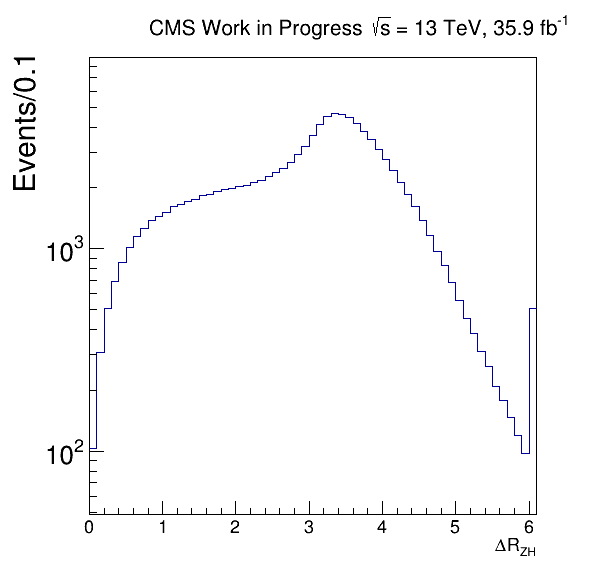 CMS Work in Progress √s = 13 TeV, 35.9 fb⁻¹
Events/0.1
10³
10²
0 1 2 3 4 5 6
ΔR_ZH